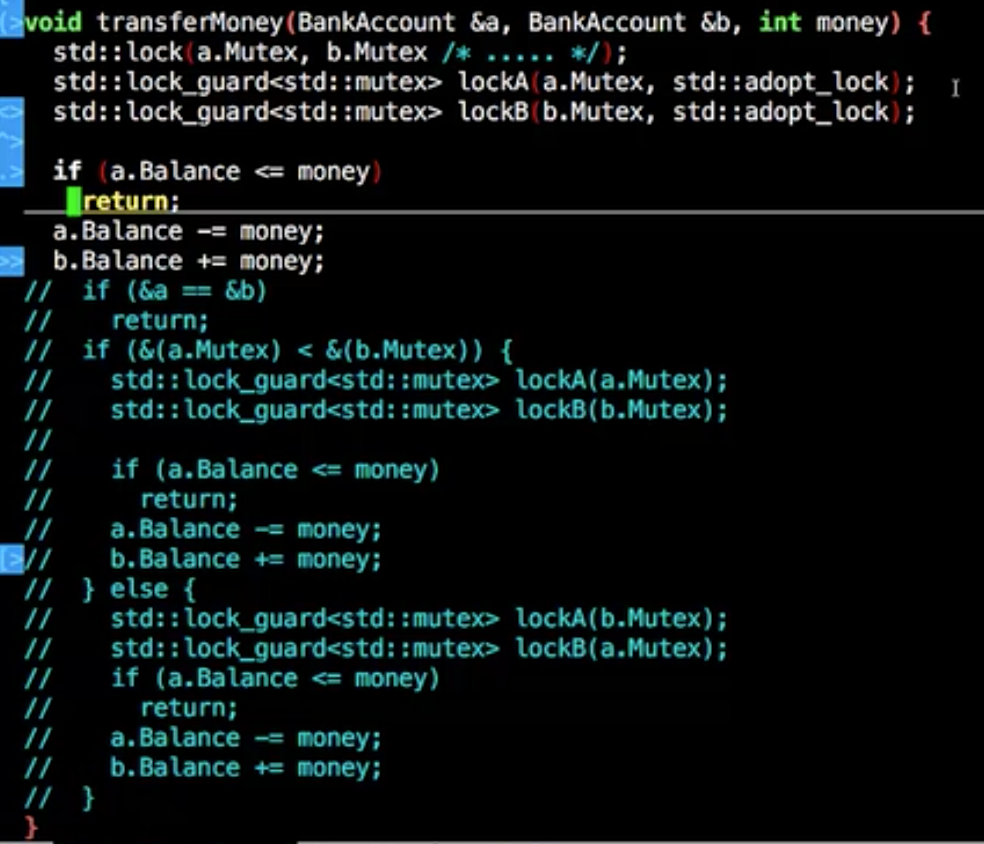 void transferMoney(BankAccount &a, BankAccount &b, int money) {
  std::lock(a.Mutex, b.Mutex /* ..... */);
  std::lock_guard<std::mutex> lockA(a.Mutex, std::adopt_lock);
  std::lock_guard<std::mutex> lockB(b.Mutex, std::adopt_lock);

  if (a.Balance <= money)
    return;
  a.Balance -= money;
>>  b.Balance += money;
//  if (&a == &b)
//    return;
//  if (&(a.Mutex) < &(b.Mutex)) {
//    std::lock_guard<std::mutex> lockA(a.Mutex);
//    std::lock_guard<std::mutex> lockB(b.Mutex);
//
//    if (a.Balance <= money)
//      return;
//    a.Balance -= money;
//    b.Balance += money;
//  } else {
//    std::lock_guard<std::mutex> lockA(b.Mutex);
//    std::lock_guard<std::mutex> lockB(a.Mutex);
//    if (a.Balance <= money)
//      return;
//    a.Balance -= money;
//    b.Balance += money;
//  }
}